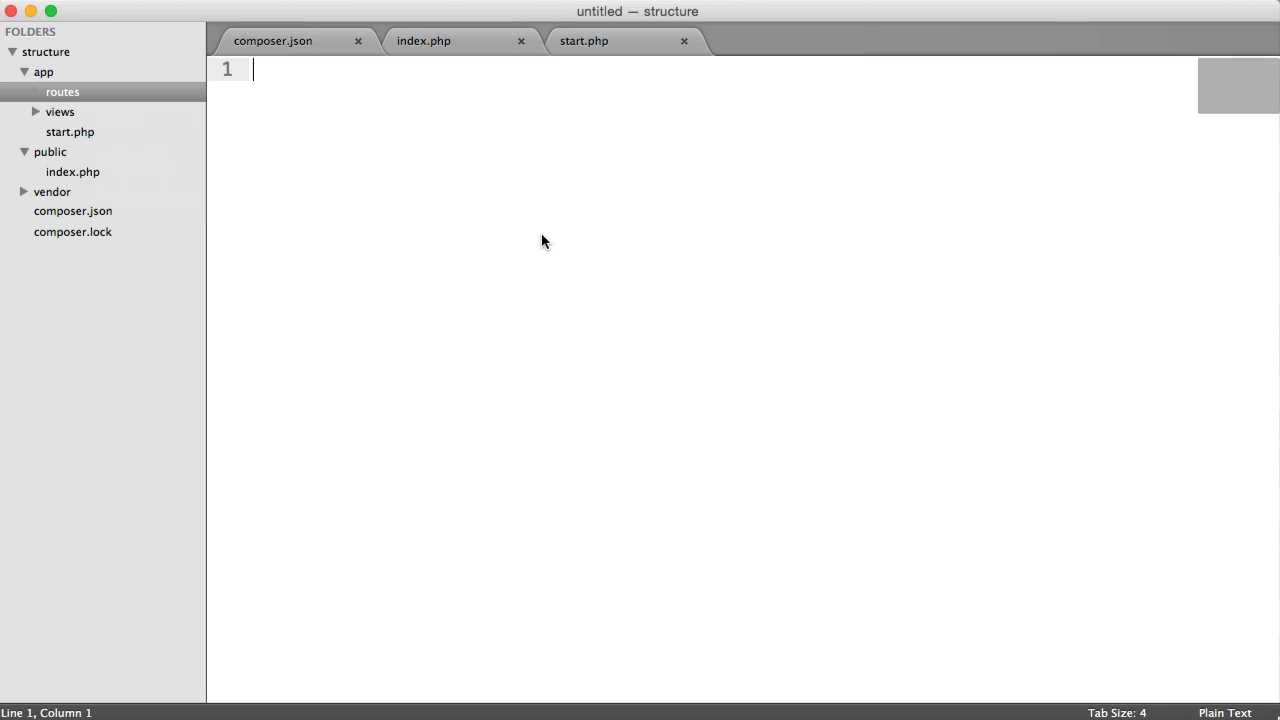 untitled — structure
FOLDERS
structure
app
routes
views
start.php
public
index.php
vendor
composer.json
composer.lock
composer.json × index.php × start.php ×
1
Line 1, Column 1 Tab Size: 4 Plain Text